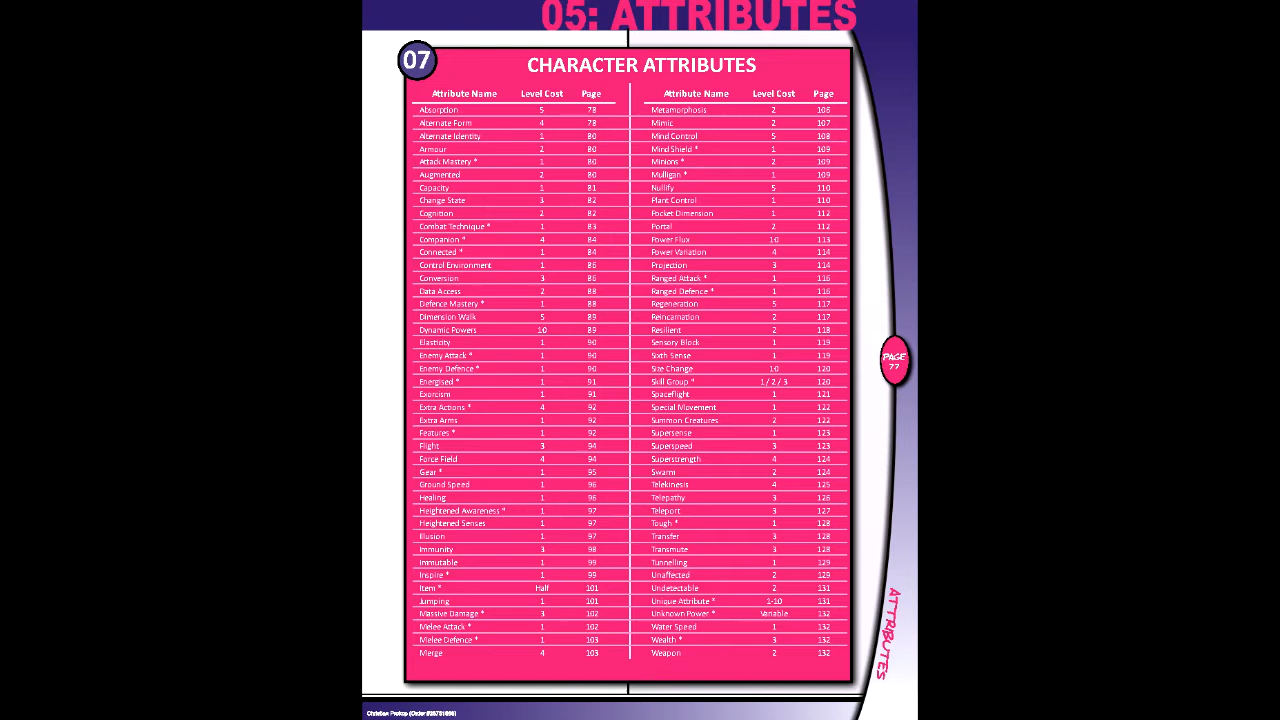 05: ATTRIBUTES
07
CHARACTER ATTRIBUTES
Attribute Name Level Cost Page
Absorption 5 78
Alternate Form 4 78
Alternate Identity 1 80
Armour 2 80
Attack Mastery * 1 80
Augmented 2 80
Capacity 1 81
Change State 3 82
Cognition 2 82
Combat Technique * 1 83
Companion * 4 84
Connected * 1 84
Control Environment 1 86
Conversion 3 86
Data Access 2 88
Defence Mastery * 1 88
Dimension Walk 5 89
Dynamic Powers 10 89
Elasticity 1 90
Enemy Attack * 1 90
Enemy Defence * 1 90
Energised * 1 91
Exorcism 1 91
Extra Actions * 4 92
Extra Arms 1 92
Features * 1 92
Flight 3 94
Force Field 4 94
Gear * 1 95
Ground Speed 1 96
Healing 1 96
Heightened Awareness * 1 97
Heightened Senses 1 97
Illusion 1 97
Immunity 3 98
Immutable 1 99
Inspire * 1 99
Item * Half 101
Jumping 1 101
Massive Damage * 3 102
Melee Attack * 1 102
Melee Defence * 1 103
Merge 4 103
Attribute Name Level Cost Page
Metamorphosis 2 106
Mimic 2 107
Mind Control 5 108
Mind Shield * 1 109
Minions * 2 109
Mulligan * 1 109
Nullify 5 110
Plant Control 1 110
Pocket Dimension 1 112
Portal 2 112
Power Flux 10 113
Power Variation 4 114
Projection 3 114
Ranged Attack * 1 116
Ranged Defence * 1 116
Regeneration 5 117
Reincarnation 2 117
Resilient 2 118
Sensory Block 1 119
Sixth Sense 1 119
Size Change 10 120
Skill Group * 1 / 2 / 3 120
Spaceflight 1 121
Special Movement 1 122
Summon Creatures 2 122
Supersense 1 123
Superspeed 3 123
Superstrength 4 124
Swarm 2 124
Telekinesis 4 125
Telepathy 3 126
Teleport 3 127
Tough * 1 128
Transfer 3 128
Transmute 3 128
Tunnelling 1 129
Unaffected 2 129
Undetectable 2 131
Unique Attribute * 1-10 131
Unknown Power * Variable 132
Water Speed 1 132
Wealth * 3 132
Weapon 2 132
PAGE
77
ATTRIBUTES